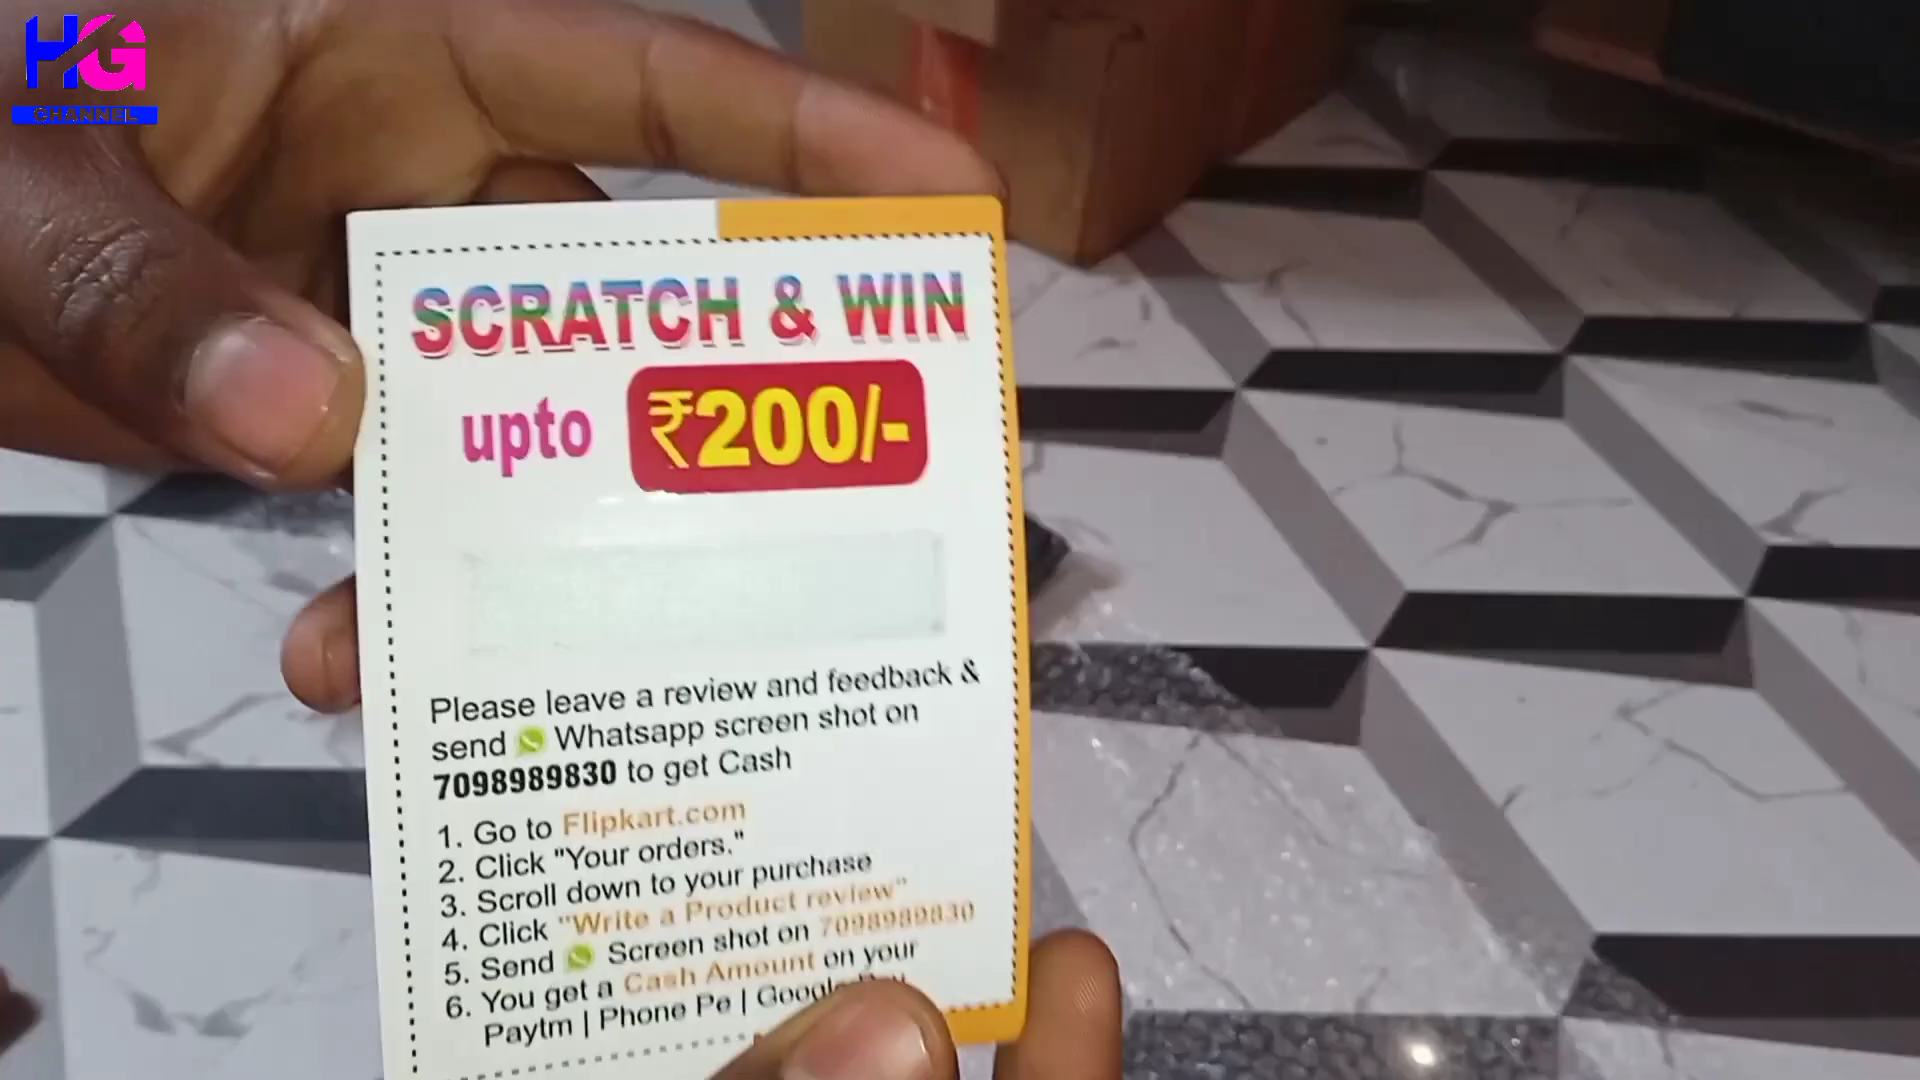 HG
CHANNEL
SCRATCH & WIN
upto ₹200/-
Please leave a review and feedback &
send Whatsapp screen shot on
7098989830 to get Cash
1. Go to Flipkart.com
2. Click "Your orders."
3. Scroll down to your purchase
4. Click "Write a Product review"
5. Send Screen shot on 7098989830
6. You get a Cash Amount on your
Paytm | Phone Pe | Google Pay